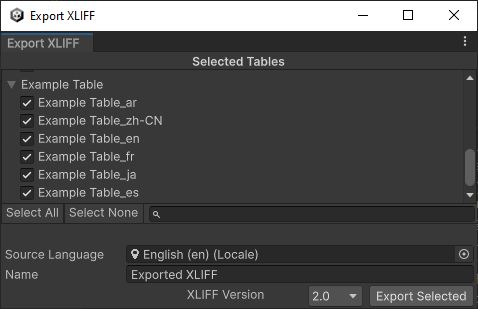 Export XLIFF
Export XLIFF
Selected Tables
Example Table
Example Table_ar
Example Table_zh-CN
Example Table_en
Example Table_fr
Example Table_ja
Example Table_es
Select All Select None
Source Language English (en) (Locale)
Name Exported XLIFF
XLIFF Version 2.0 Export Selected